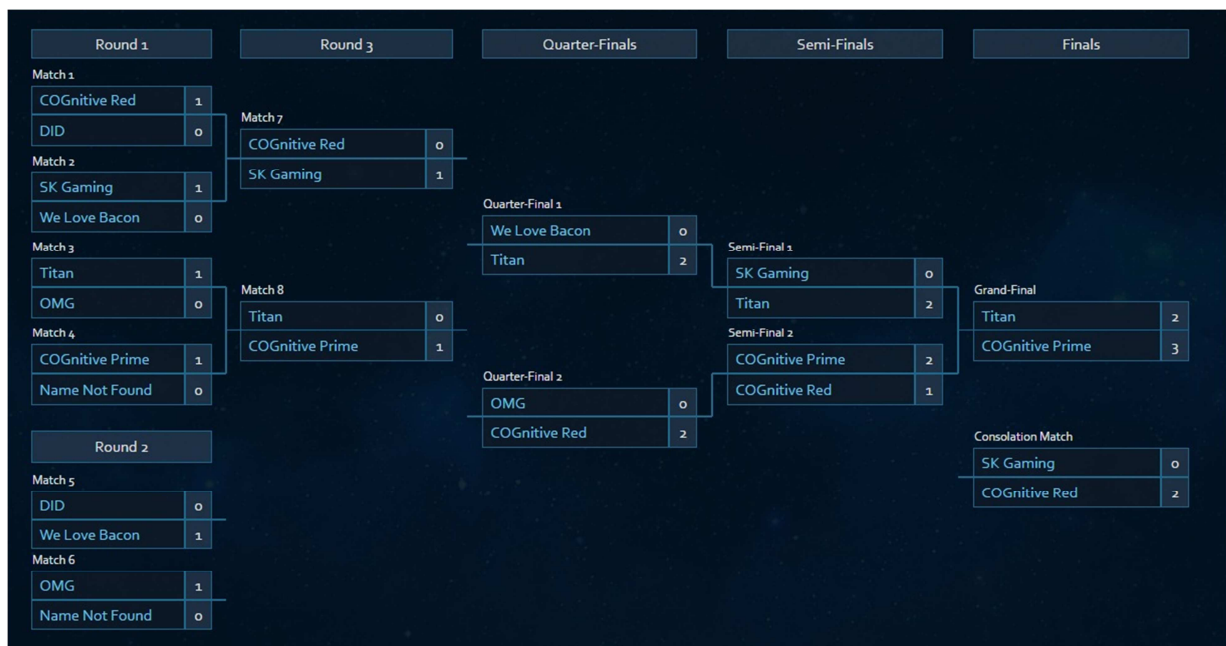 Round 1
Match 1
COGnitive Red 1
DID 0
Match 2
SK Gaming 1
We Love Bacon 0
Match 3
Titan 1
OMG 0
Match 4
COGnitive Prime 1
Name Not Found 0
Round 2
Match 5
DID 0
We Love Bacon 1
Match 6
OMG 1
Name Not Found 0
Round 3
Match 7
COGnitive Red 0
SK Gaming 1
Match 8
Titan 0
COGnitive Prime 1
Quarter-Finals
Quarter-Final 1
We Love Bacon 0
Titan 2
Quarter-Final 2
OMG 0
COGnitive Red 2
Semi-Finals
Semi-Final 1
SK Gaming 0
Titan 2
Semi-Final 2
COGnitive Prime 2
COGnitive Red 1
Finals
Grand-Final
Titan 2
COGnitive Prime 3
Consolation Match
SK Gaming 0
COGnitive Red 2